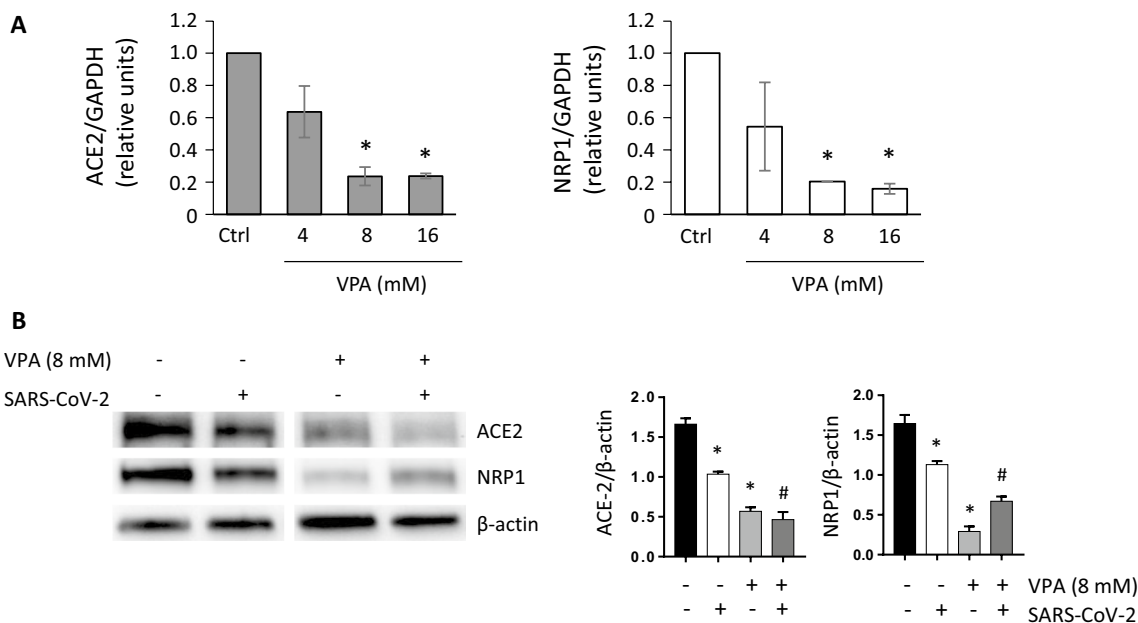 A
ACE2/GAPDH
(relative units)
1.2
1.0
0.8
0.6
0.4
0.2
0
* *
Ctrl 4 8 16
VPA (mM)
NRP1/GAPDH
(relative units)
1.2
1.0
0.8
0.6
0.4
0.2
0
* *
Ctrl 4 8 16
VPA (mM)
B
VPA (8 mM) - - + +
SARS-CoV-2 - + - +
ACE2
NRP1
β-actin
ACE-2/β-actin
2.0
1.5
1.0
0.5
0.0
* * #
- - + +
- + - +
NRP1/β-actin
2.0
1.5
1.0
0.5
0.0
* * #
- - + + VPA (8 mM)
- + - + SARS-CoV-2